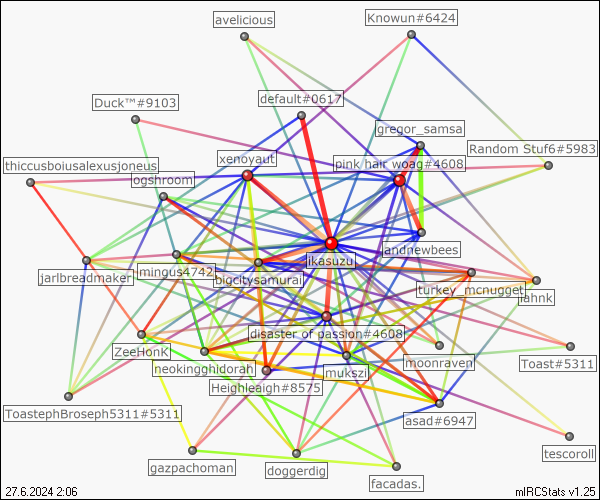 avelicious
Knowun#6424
default#0617
Duck™#9103
gregor_samsa
Random Stuf6#5983
xenoyaut
pink hair woag#4608
thiccusboiusalexusjoneus
ogshroom
andnewbees
ikasuzu
jarlbreadmaker
mingus4742
bigcitysamurai
turkey_mcnugget
jahnk
disaster of passion#4608
ZeeHonK
neokingghidorah
mukszi
moonraven
Toast#5311
Heighleaigh#8575
ToastephBroseph5311#5311
asad#6947
tescoroll
gazpachoman
doggerdig
facadas.
27.6.2024 2:06
mIRCStats v1.25